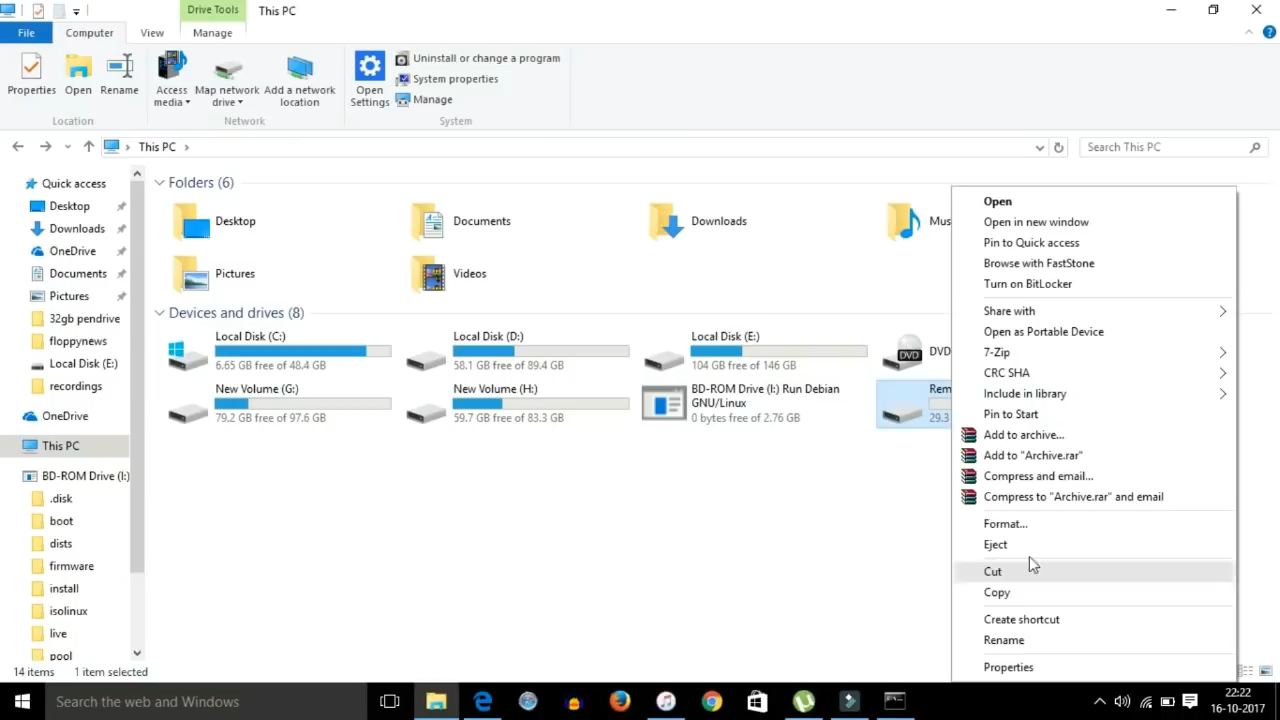 Drive Tools
This PC
File
Computer
View
Manage
Properties
Open
Rename
Access media
Map network drive
Add a network location
Open Settings
Uninstall or change a program
System properties
Manage
Location
Network
System
This PC
Search This PC
Quick access
Desktop
Downloads
OneDrive
Documents
Pictures
32gb pendrive
floppynews
Local Disk (E:)
recordings
OneDrive
This PC
BD-ROM Drive (I:)
.disk
boot
dists
firmware
install
isolinux
live
pool
Folders (6)
Desktop
Documents
Downloads
Mus
Pictures
Videos
Devices and drives (8)
Local Disk (C:)
6.65 GB free of 48.4 GB
Local Disk (D:)
58.1 GB free of 89.4 GB
Local Disk (E:)
104 GB free of 146 GB
DVD
DVD
New Volume (G:)
79.2 GB free of 97.6 GB
New Volume (H:)
59.7 GB free of 83.3 GB
BD-ROM Drive (I:) Run Debian
GNU/Linux
0 bytes free of 2.76 GB
Rem
29.3
Open
Open in new window
Pin to Quick access
Browse with FastStone
Turn on BitLocker
Share with
Open as Portable Device
7-Zip
CRC SHA
Include in library
Pin to Start
Add to archive...
Add to "Archive.rar"
Compress and email...
Compress to "Archive.rar" and email
Format...
Eject
Cut
Copy
Create shortcut
Rename
Properties
14 items
1 item selected
Search the web and Windows
22:22
16-10-2017